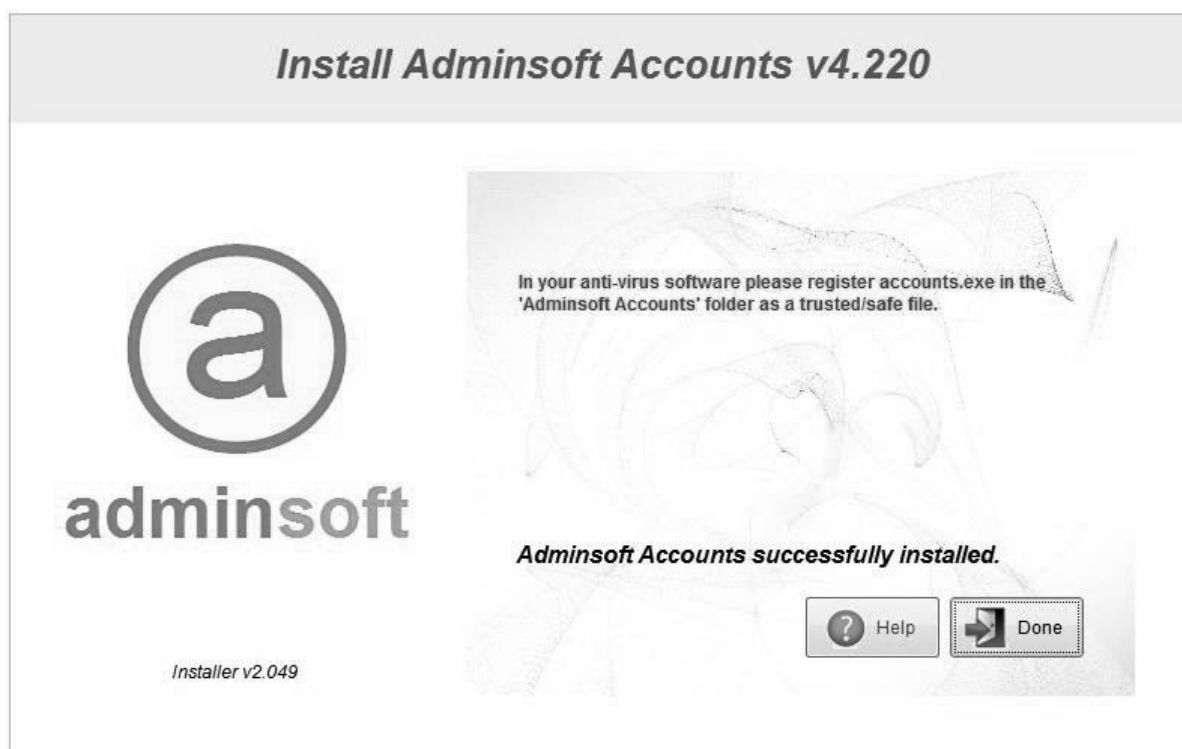 Install Adminsoft Accounts v4.220
In your anti-virus software please register accounts.exe in the
'Adminsoft Accounts' folder as a trusted/safe file.
a
adminsoft
Adminsoft Accounts successfully installed.
? Help
Done
Installer v2.049